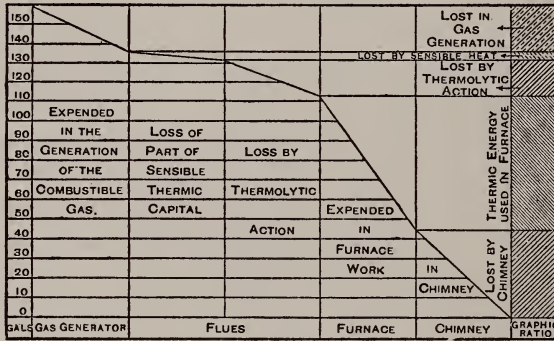 150
140
130
120
110
100
90
80
70
60
50
40
30
20
10
0
GALS
EXPENDED
IN THE
GENERATION
OF THE
COMBUSTIBLE
GAS.
LOSS OF
PART OF
SENSIBLE
THERMIC
CAPITAL
LOSS BY
THERMOLYTIC
ACTION
EXPENDED
IN
FURNACE
WORK
IN
CHIMNEY
LOST IN
GAS
GENERATION
LOST BY SENSIBLE HEAT
LOST BY
THERMOLYTIC
ACTION
THERMIC ENERGY
USED IN FURNACE
LOST BY
CHIMNEY
GAS GENERATOR
FLUES
FURNACE
CHIMNEY
GRAPHIC
RATIO